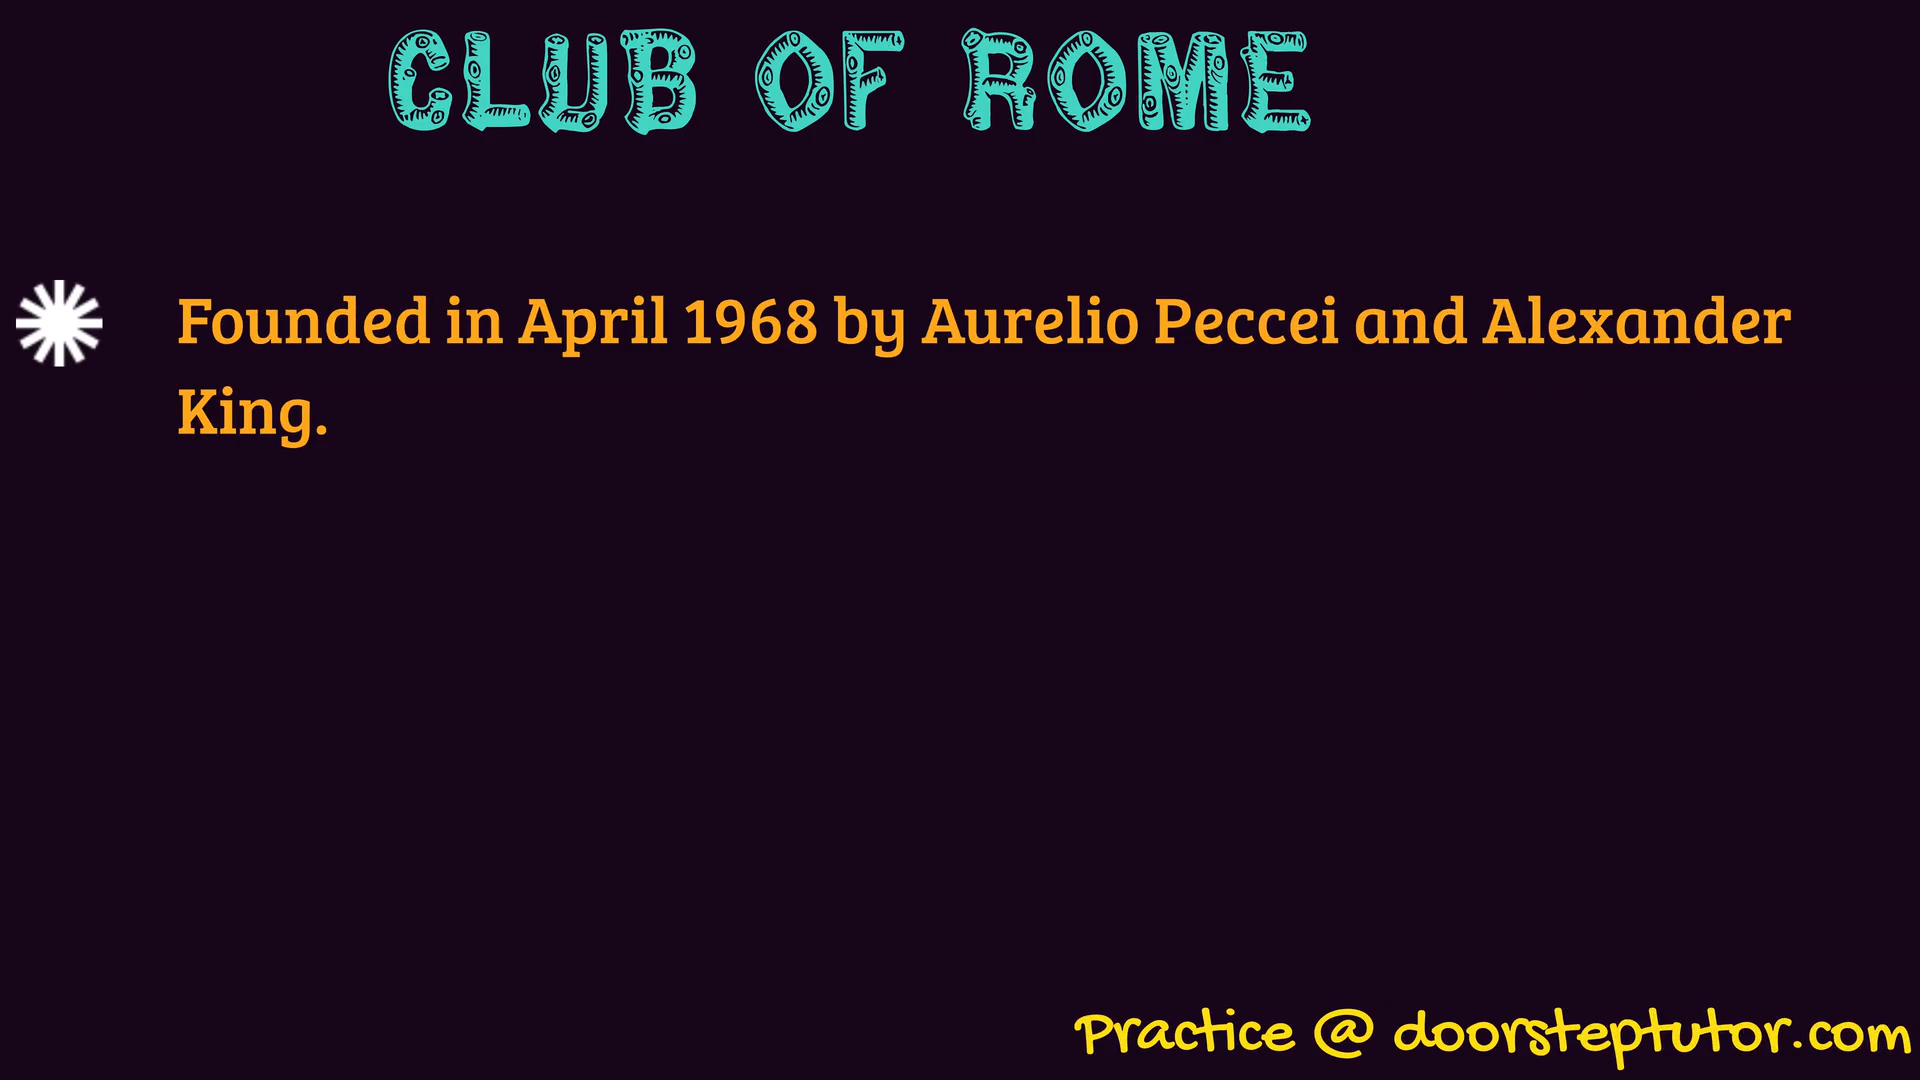 CLUB OF ROME
Founded in April 1968 by Aurelio Peccei and Alexander
King.
Practice @ doorsteptutor.com